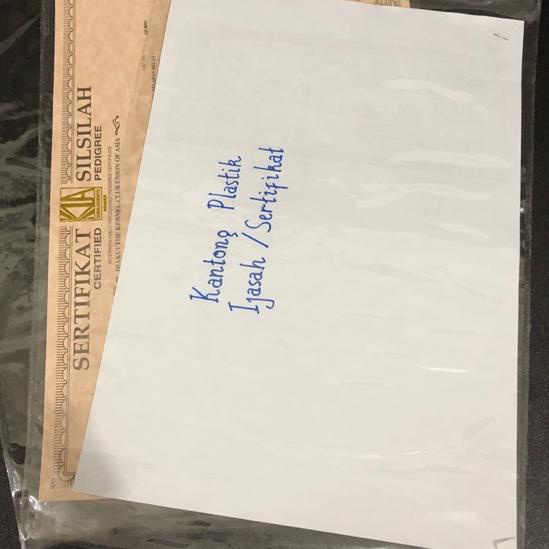 SERTIFIKAT SILSILAH
CERTIFIED PEDIGREE
DIAKUI THE KENNEL CLUB UNION OF ASIA
Kantong Plastik
Ijasah / Sertifikat